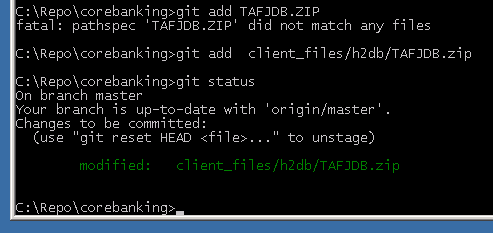 C:\Repo\corebanking>git add TAFJDB.ZIP
fatal: pathspec 'TAFJDB.ZIP' did not match any files
C:\Repo\corebanking>git add  client_files/h2db/TAFJDB.zip
C:\Repo\corebanking>git status
On branch master
Your branch is up-to-date with 'origin/master'.
Changes to be committed:
  (use "git reset HEAD <file>..." to unstage)
        modified:   client_files/h2db/TAFJDB.zip
C:\Repo\corebanking>